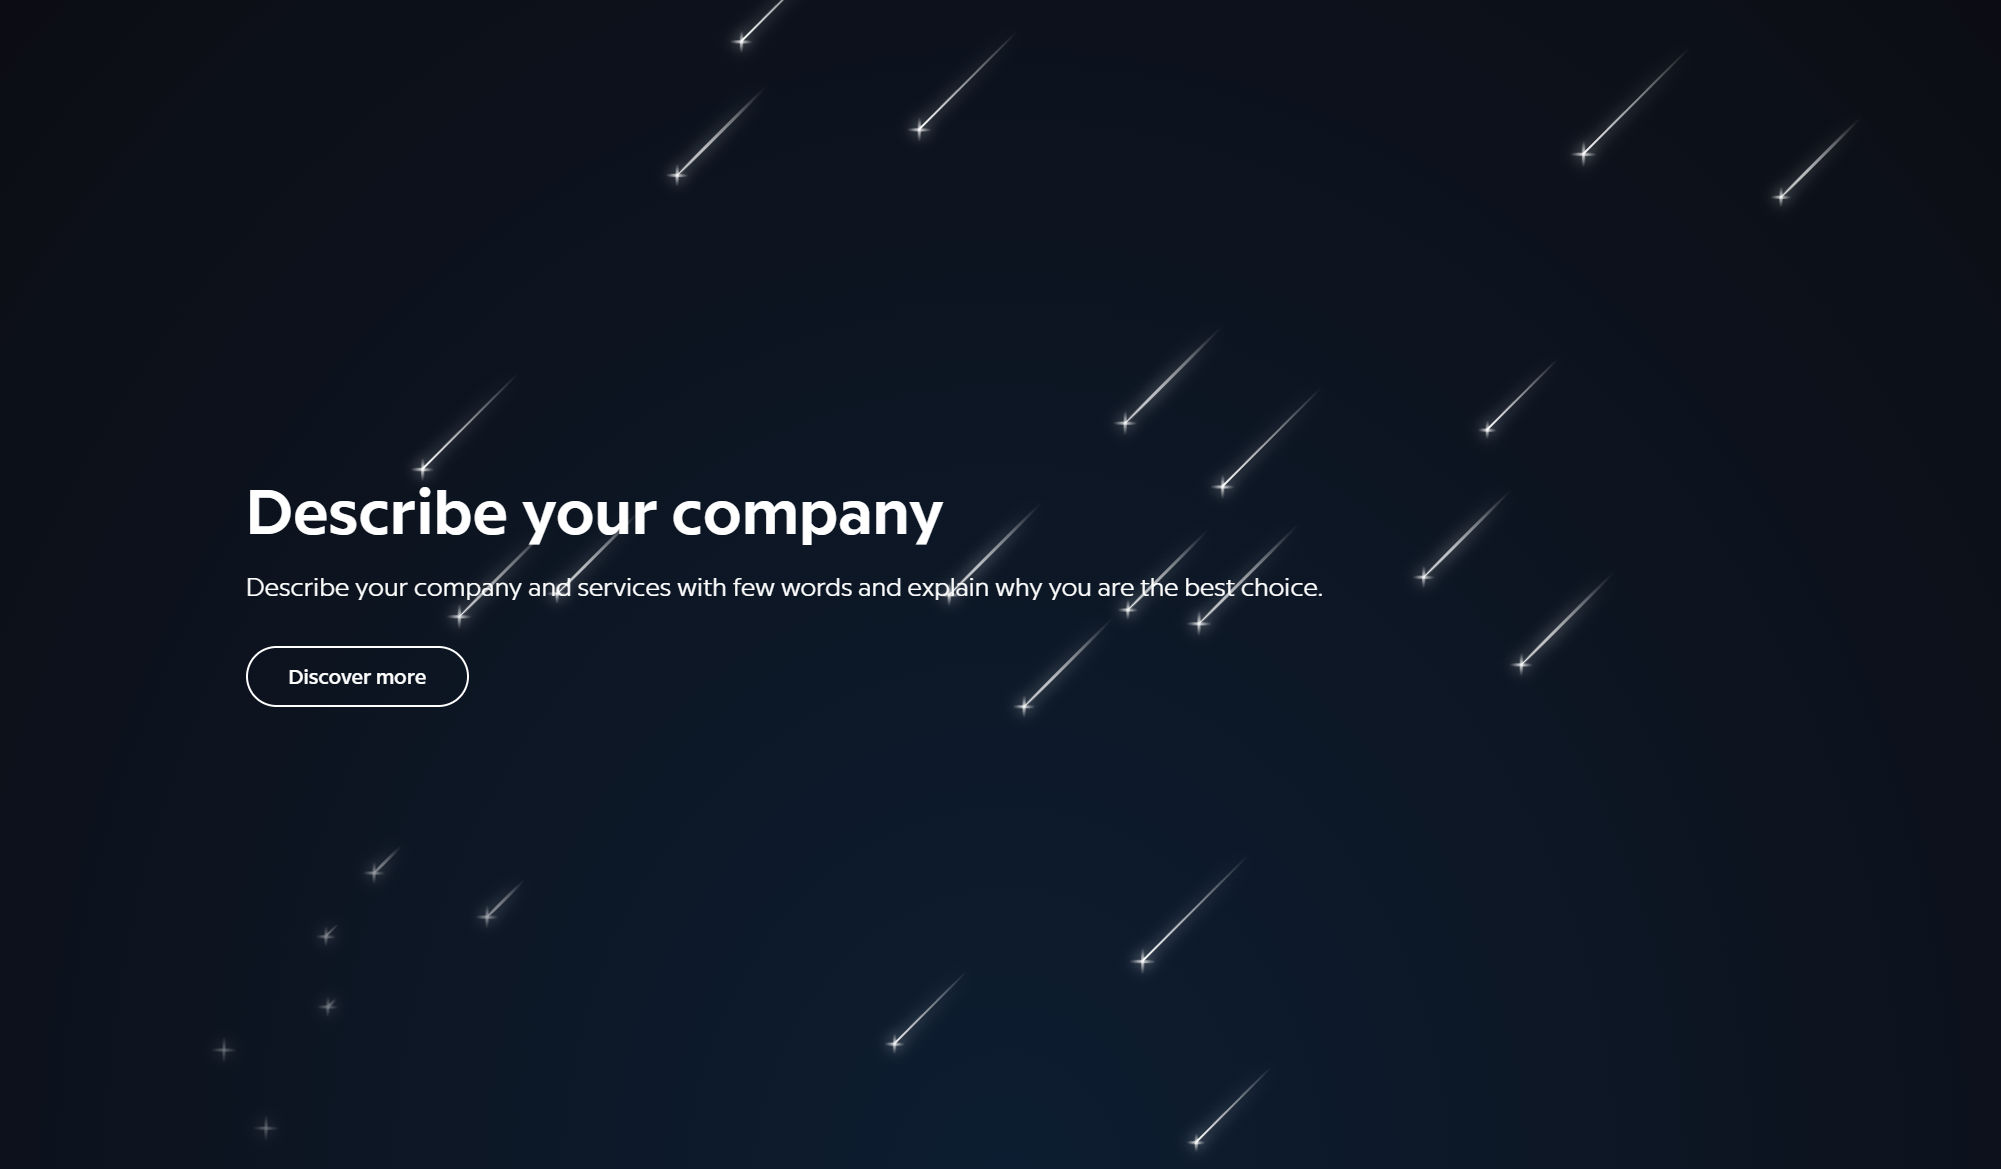 Describe your company
Describe your company and services with few words and explain why you are the best choice.
Discover more